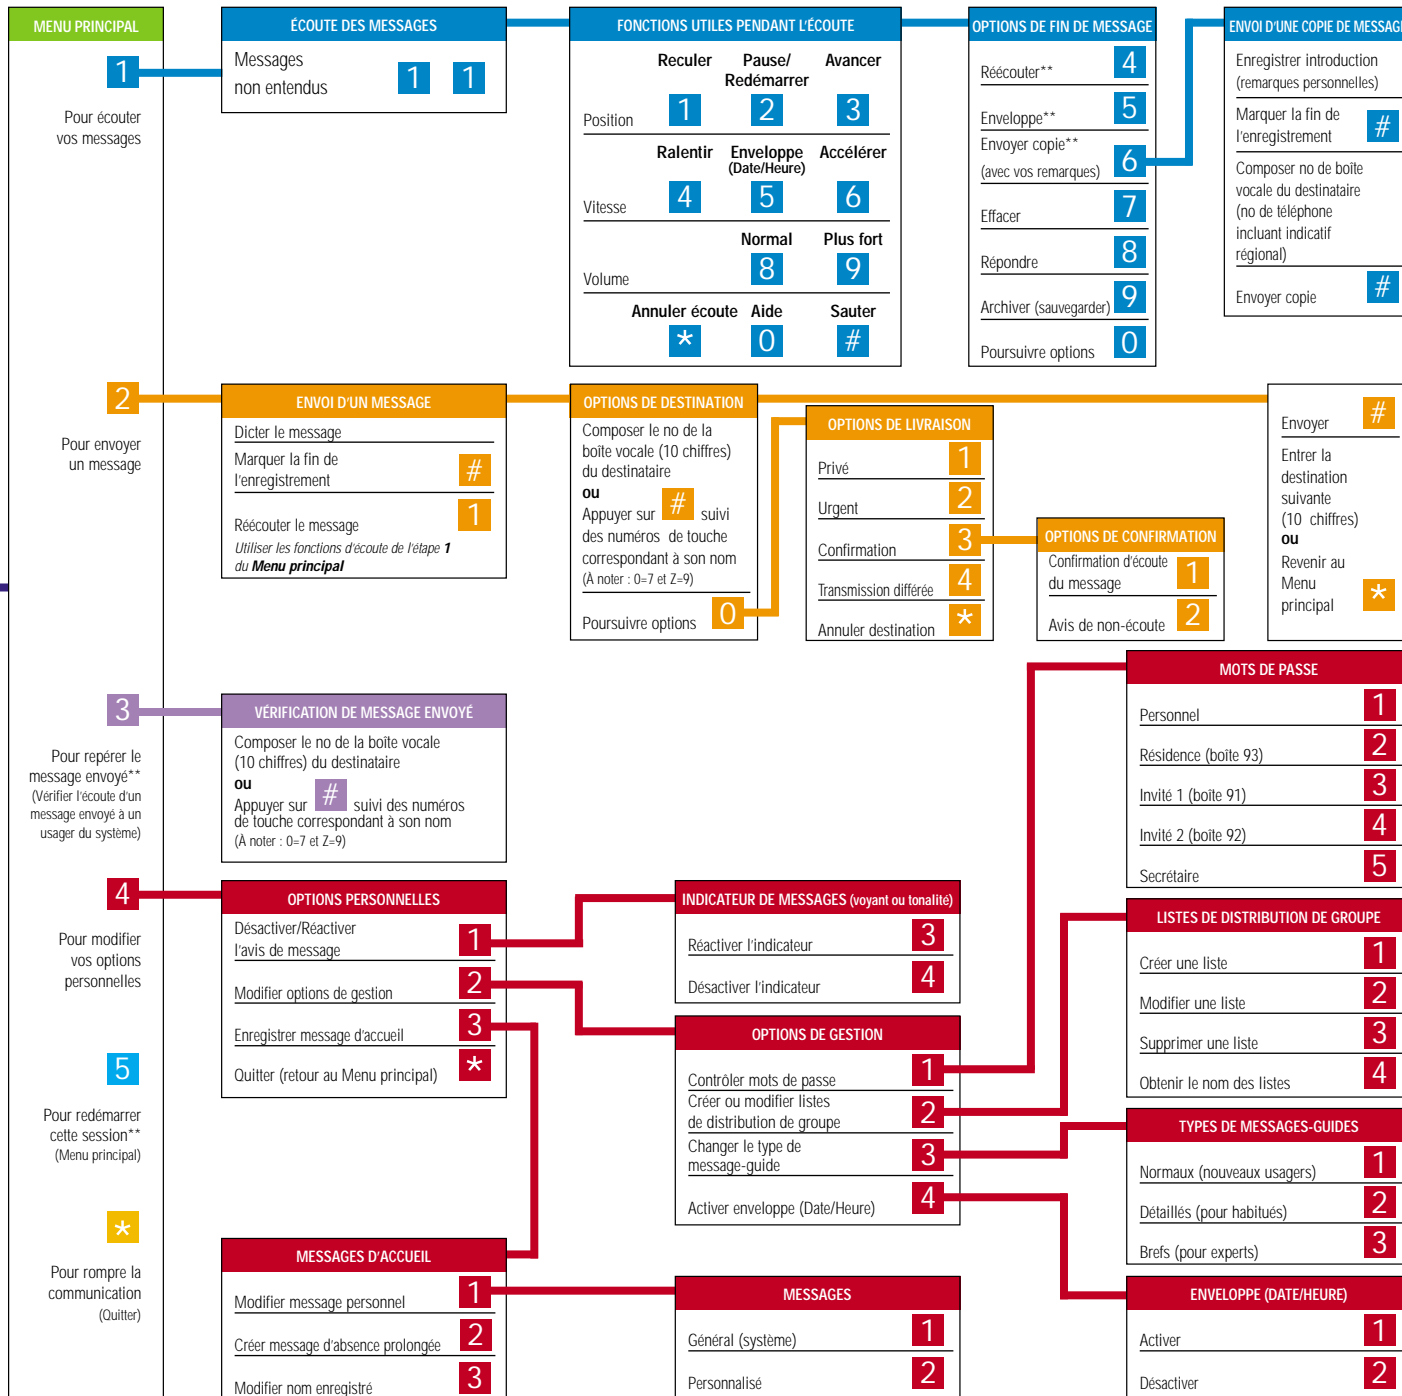 MENU PRINCIPAL
1
Pour écouter
vos messages
2
Pour envoyer
un message
3
Pour repérer le
message envoyé**
(Vérifier l'écoute d'un
message envoyé à un
usager du système)
4
Pour modifier
vos options
personnelles
5
Pour redémarrer
cette session**
(Menu principal)
*
Pour rompre la
communication
(Quitter)
ÉCOUTE DES MESSAGES
Messages
non entendus 1 1
FONCTIONS UTILES PENDANT L'ÉCOUTE
Reculer Pause/ Avancer
Redémarrer
Position 1 2 3
Ralentir Enveloppe Accélérer
(Date/Heure)
Vitesse 4 5 6
Normal Plus fort
Volume 8 9
Annuler écoute Aide Sauter
* 0 #
OPTIONS DE FIN DE MESSAGE
Réécouter** 4
Enveloppe** 5
Envoyer copie**
(avec vos remarques) 6
Effacer 7
Répondre 8
Archiver (sauvegarder) 9
Poursuivre options 0
ENVOI D'UNE COPIE DE MESSAGE
Enregistrer introduction
(remarques personnelles)
Marquer la fin de
l'enregistrement #
Composer no de boîte
vocale du destinataire
(no de téléphone
incluant indicatif
régional)
Envoyer copie #
ENVOI D'UN MESSAGE
Dicter le message
Marquer la fin de
l'enregistrement #
Réécouter le message 1
Utiliser les fonctions d'écoute de l'étape 1
du Menu principal
OPTIONS DE DESTINATION
Composer le no de la
boîte vocale (10 chiffres)
du destinataire
ou
Appuyer sur # suivi
des numéros de touche
correspondant à son nom
(À noter : 0=7 et Z=9)
Poursuivre options 0
OPTIONS DE LIVRAISON
Privé 1
Urgent 2
Confirmation 3
Transmission différée 4
Annuler destination *
OPTIONS DE CONFIRMATION
Confirmation d'écoute
du message 1
Avis de non-écoute 2
Envoyer #
Entrer la
destination
suivante
(10 chiffres)
ou
Revenir au
Menu
principal *
VÉRIFICATION DE MESSAGE ENVOYÉ
Composer le no de la boîte vocale
(10 chiffres) du destinataire
ou
Appuyer sur # suivi des numéros
de touche correspondant à son nom
(À noter : 0=7 et Z=9)
OPTIONS PERSONNELLES
Désactiver/Réactiver
l'avis de message 1
Modifier options de gestion 2
Enregistrer message d'accueil 3
Quitter (retour au Menu principal) *
INDICATEUR DE MESSAGES (voyant ou tonalité)
Réactiver l'indicateur 3
Désactiver l'indicateur 4
OPTIONS DE GESTION
Contrôler mots de passe 1
Créer ou modifier listes
de distribution de groupe 2
Changer le type de
message-guide 3
Activer enveloppe (Date/Heure) 4
MOTS DE PASSE
Personnel 1
Résidence (boîte 93) 2
Invité 1 (boîte 91) 3
Invité 2 (boîte 92) 4
Secrétaire 5
LISTES DE DISTRIBUTION DE GROUPE
Créer une liste 1
Modifier une liste 2
Supprimer une liste 3
Obtenir le nom des listes 4
TYPES DE MESSAGES-GUIDES
Normaux (nouveaux usagers) 1
Détaillés (pour habitués) 2
Brefs (pour experts) 3
MESSAGES D'ACCUEIL
Modifier message personnel 1
Créer message d'absence prolongée 2
Modifier nom enregistré 3
MESSAGES
Général (système) 1
Personnalisé 2
ENVELOPPE (DATE/HEURE)
Activer 1
Désactiver 2